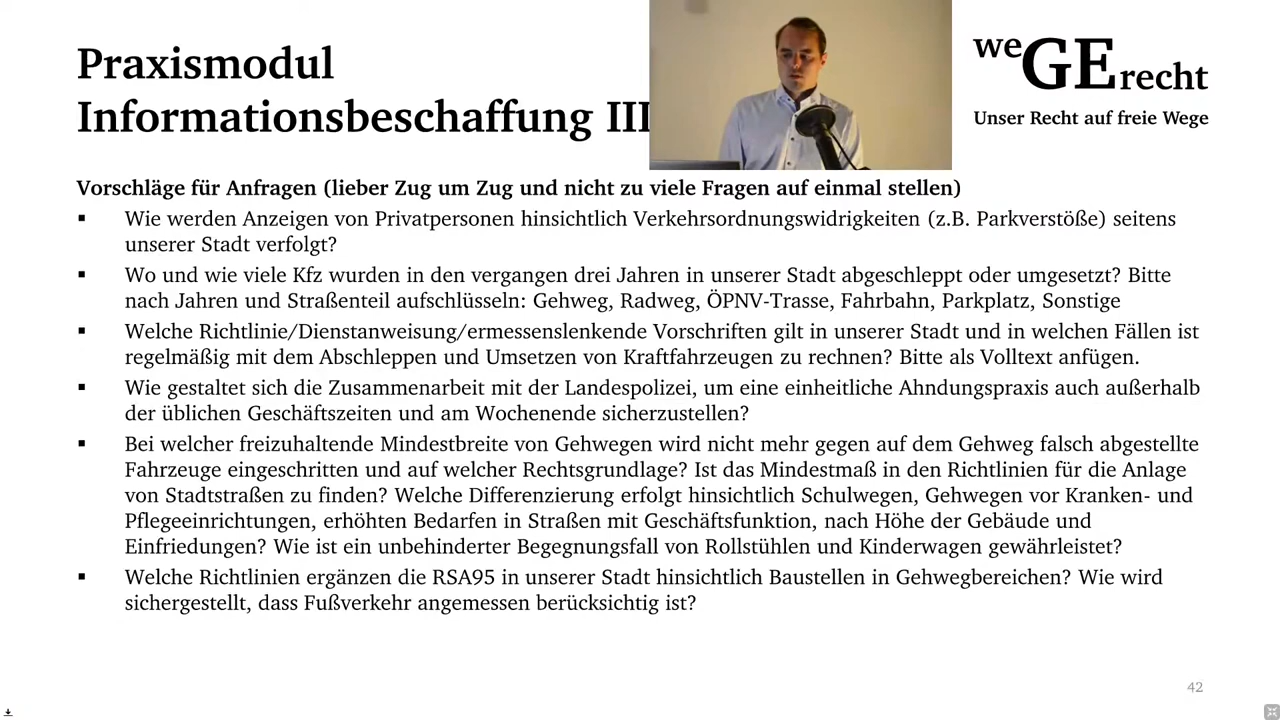 Praxismodul
Informationsbeschaffung III
weGErecht
Unser Recht auf freie Wege
Vorschläge für Anfragen (lieber Zug um Zug und nicht zu viele Fragen auf einmal stellen)
▪ Wie werden Anzeigen von Privatpersonen hinsichtlich Verkehrsordnungswidrigkeiten (z.B. Parkverstöße) seitens
unserer Stadt verfolgt?
▪ Wo und wie viele Kfz wurden in den vergangen drei Jahren in unserer Stadt abgeschleppt oder umgesetzt? Bitte
nach Jahren und Straßenteil aufschlüsseln: Gehweg, Radweg, ÖPNV-Trasse, Fahrbahn, Parkplatz, Sonstige
▪ Welche Richtlinie/Dienstanweisung/ermessenslenkende Vorschriften gilt in unserer Stadt und in welchen Fällen ist
regelmäßig mit dem Abschleppen und Umsetzen von Kraftfahrzeugen zu rechnen? Bitte als Volltext anfügen.
▪ Wie gestaltet sich die Zusammenarbeit mit der Landespolizei, um eine einheitliche Ahndungspraxis auch außerhalb
der üblichen Geschäftszeiten und am Wochenende sicherzustellen?
▪ Bei welcher freizuhaltende Mindestbreite von Gehwegen wird nicht mehr gegen auf dem Gehweg falsch abgestellte
Fahrzeuge eingeschritten und auf welcher Rechtsgrundlage? Ist das Mindestmaß in den Richtlinien für die Anlage
von Stadtstraßen zu finden? Welche Differenzierung erfolgt hinsichtlich Schulwegen, Gehwegen vor Kranken- und
Pflegeeinrichtungen, erhöhten Bedarfen in Straßen mit Geschäftsfunktion, nach Höhe der Gebäude und
Einfriedungen? Wie ist ein unbehinderter Begegnungsfall von Rollstühlen und Kinderwagen gewährleistet?
▪ Welche Richtlinien ergänzen die RSA95 in unserer Stadt hinsichtlich Baustellen in Gehwegbereichen? Wie wird
sichergestellt, dass Fußverkehr angemessen berücksichtig ist?
42